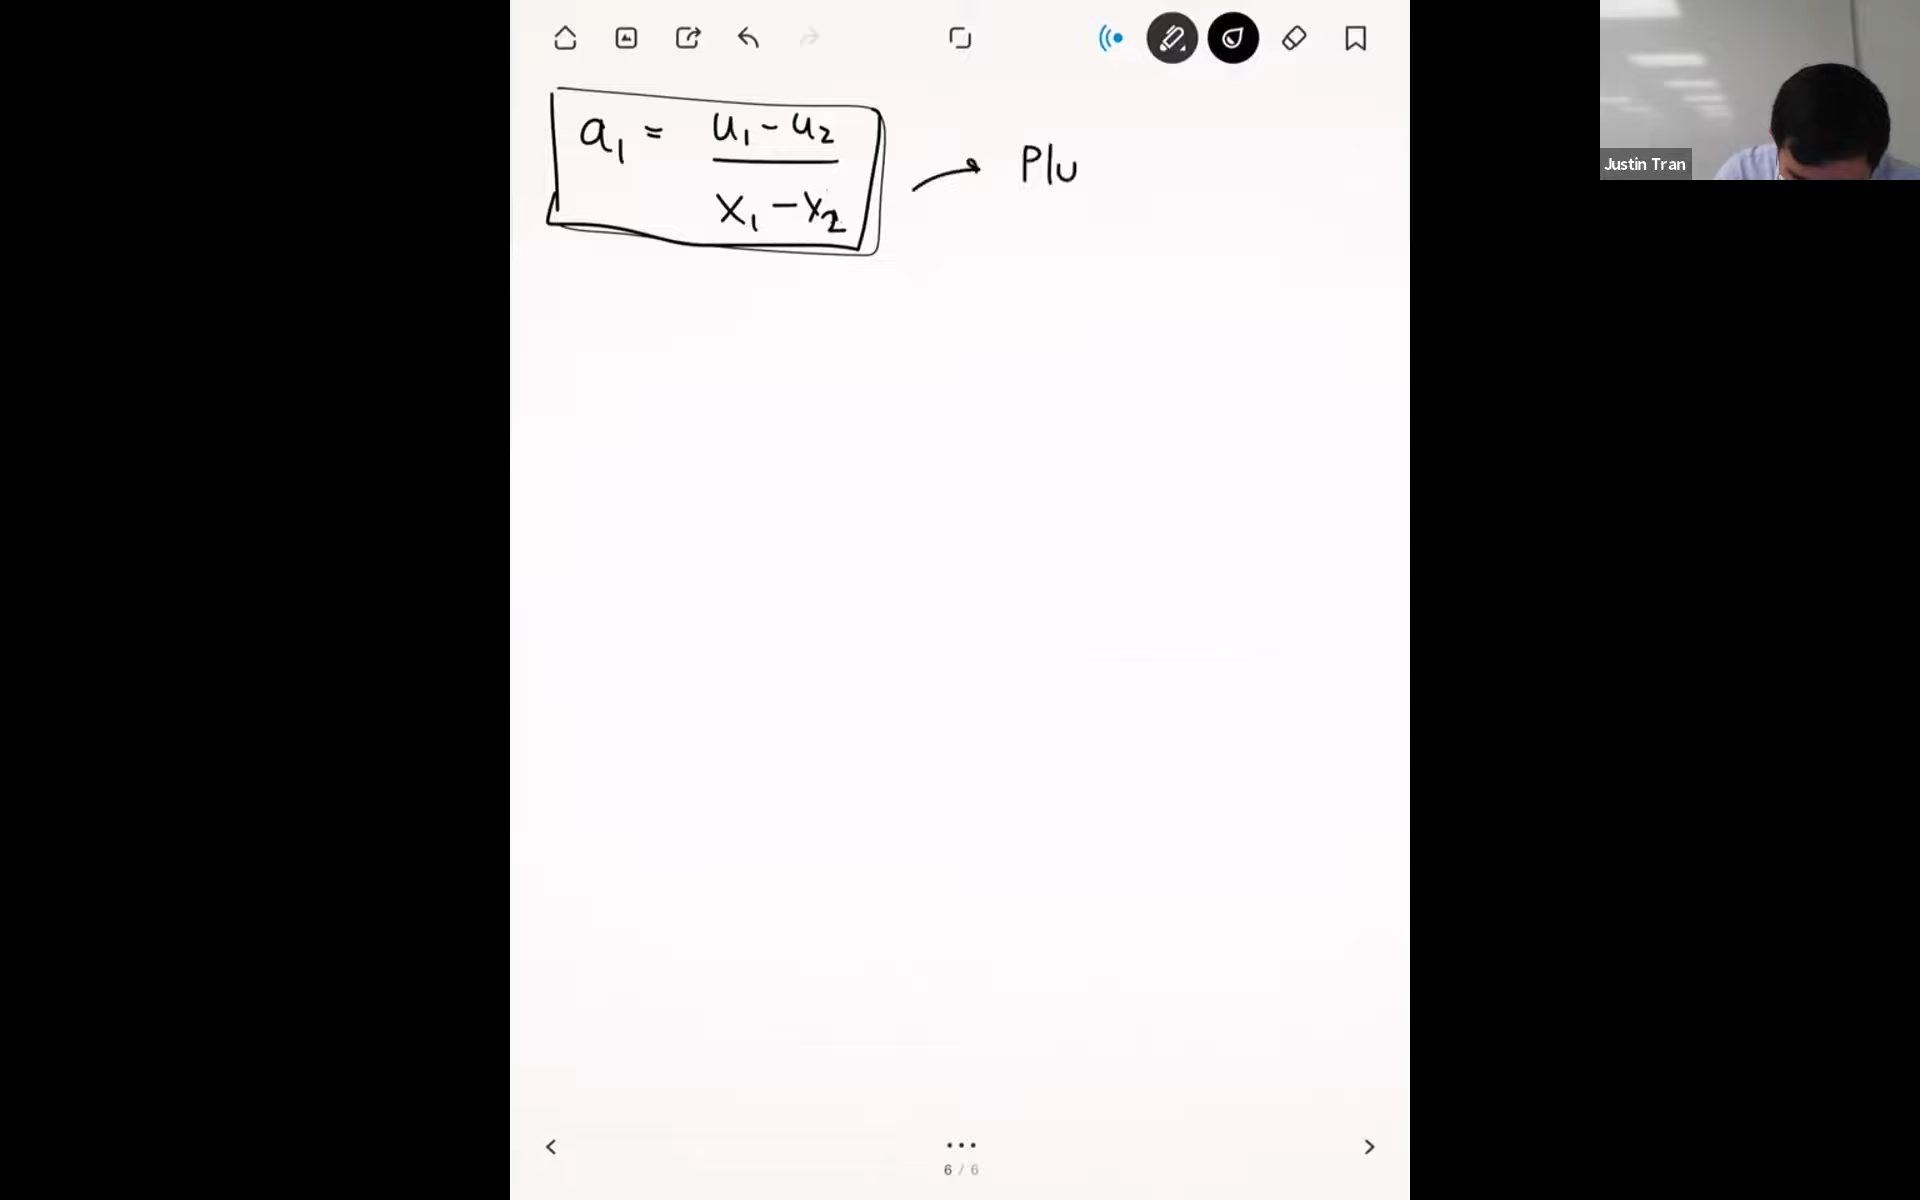 a₁ = u₁ - u₂ / x₁ - x₂ → Plu
Justin Tran
6 / 6